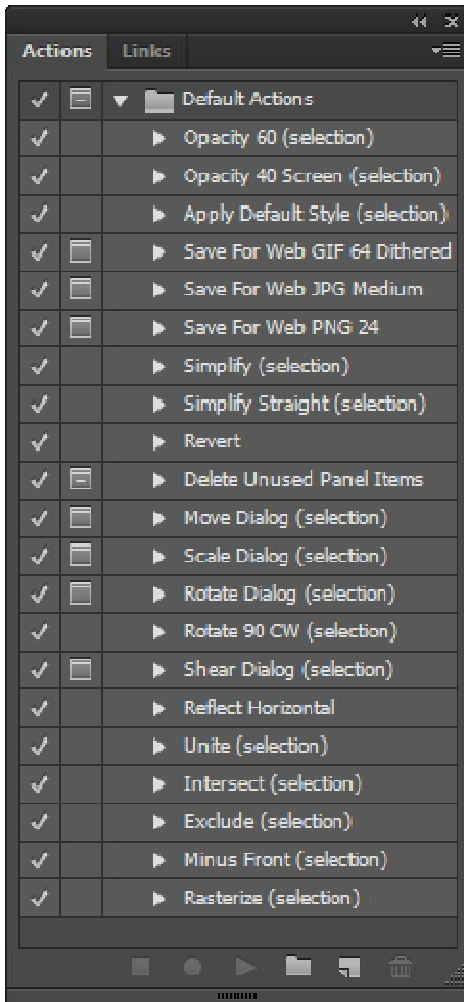 Actions Links
Default Actions
Opacity 60 (selection)
Opacity 40 Screen (selection)
Apply Default Style (selection)
Save For Web GIF 64 Dithered
Save For Web JPG Medium
Save For Web PNG 24
Simplify (selection)
Simplify Straight (selection)
Revert
Delete Unused Panel Items
Move Dialog (selection)
Scale Dialog (selection)
Rotate Dialog (selection)
Rotate 90 CW (selection)
Shear Dialog (selection)
Reflect Horizontal
Unite (selection)
Intersect (selection)
Exclude (selection)
Minus Front (selection)
Rasterize (selection)